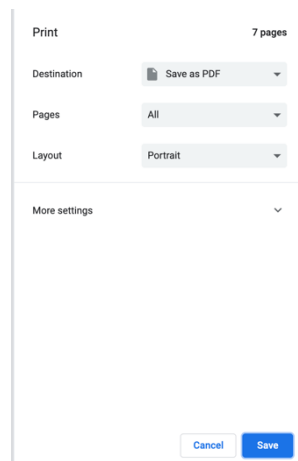 Print 7 pages
Destination Save as PDF
Pages All
Layout Portrait
More settings
Cancel Save